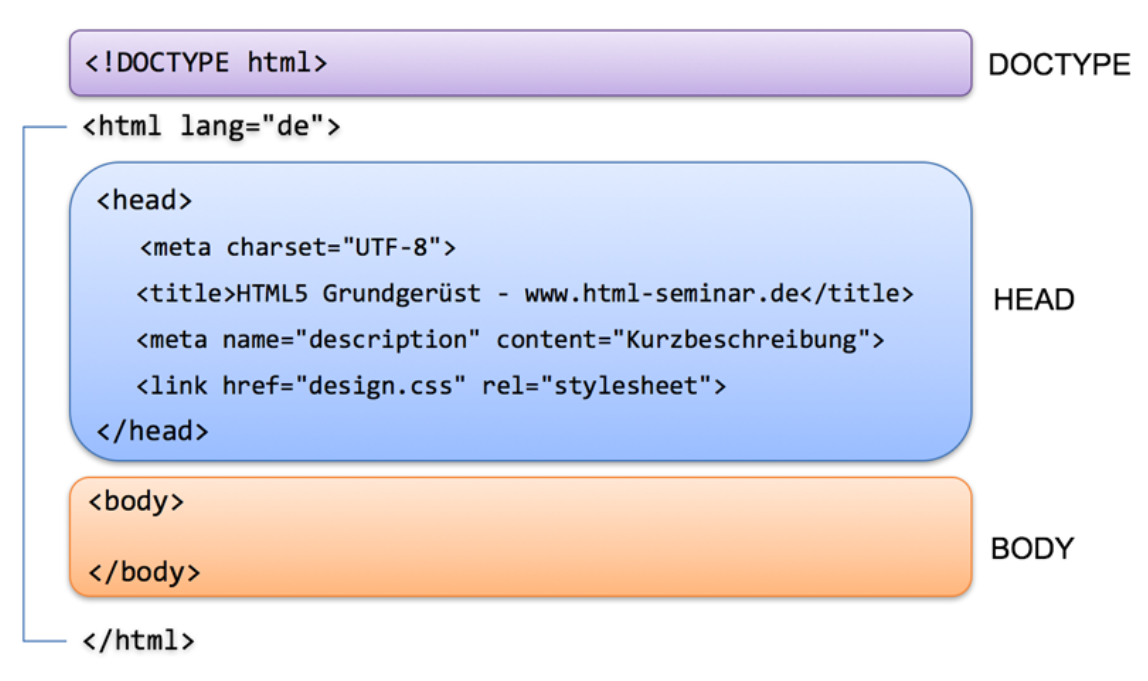 <!DOCTYPE html> DOCTYPE
<html lang="de">
<head>
<meta charset="UTF-8">
<title>HTML5 Grundgerüst - www.html-seminar.de</title> HEAD
<meta name="description" content="Kurzbeschreibung">
<link href="design.css" rel="stylesheet">
</head>
<body>
BODY
</body>
</html>